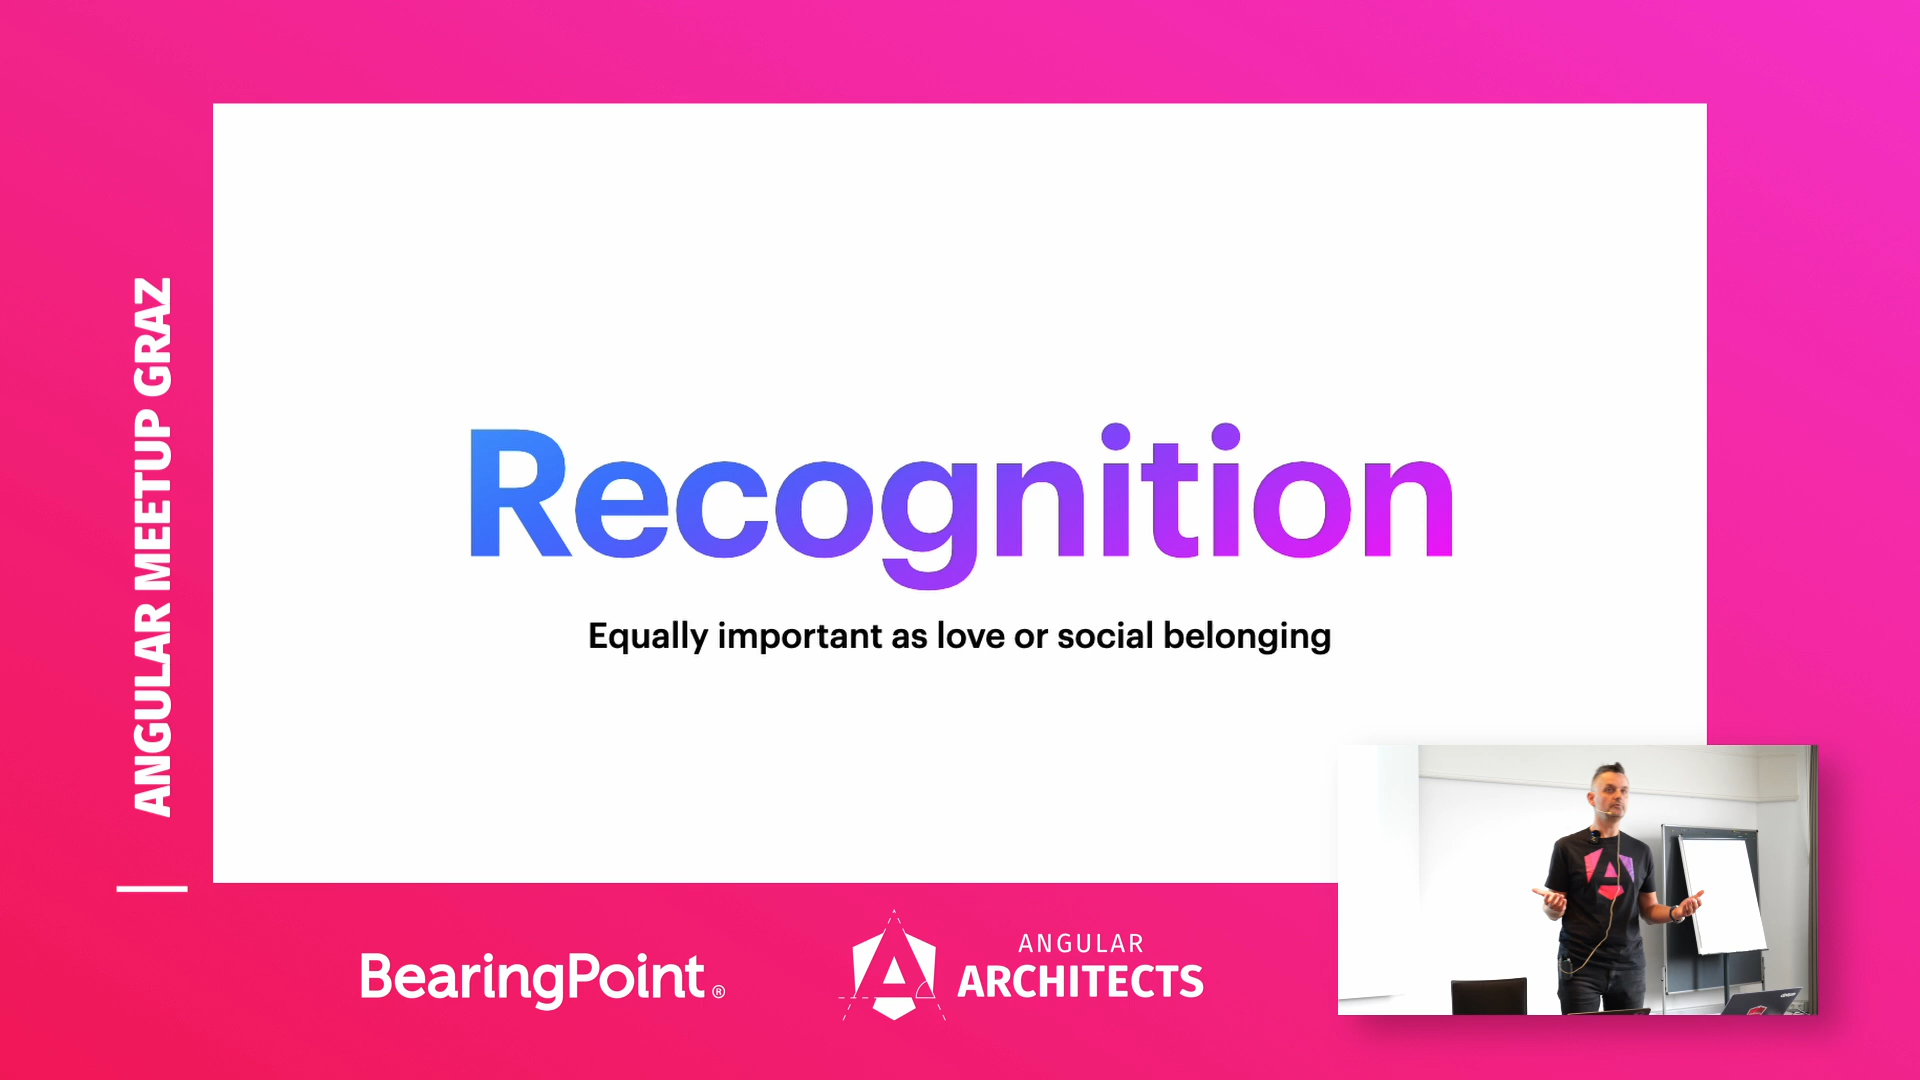 ANGULAR MEETUP GRAZ
Recognition
Equally important as love or social belonging
BearingPoint®
ANGULAR
ARCHITECTS